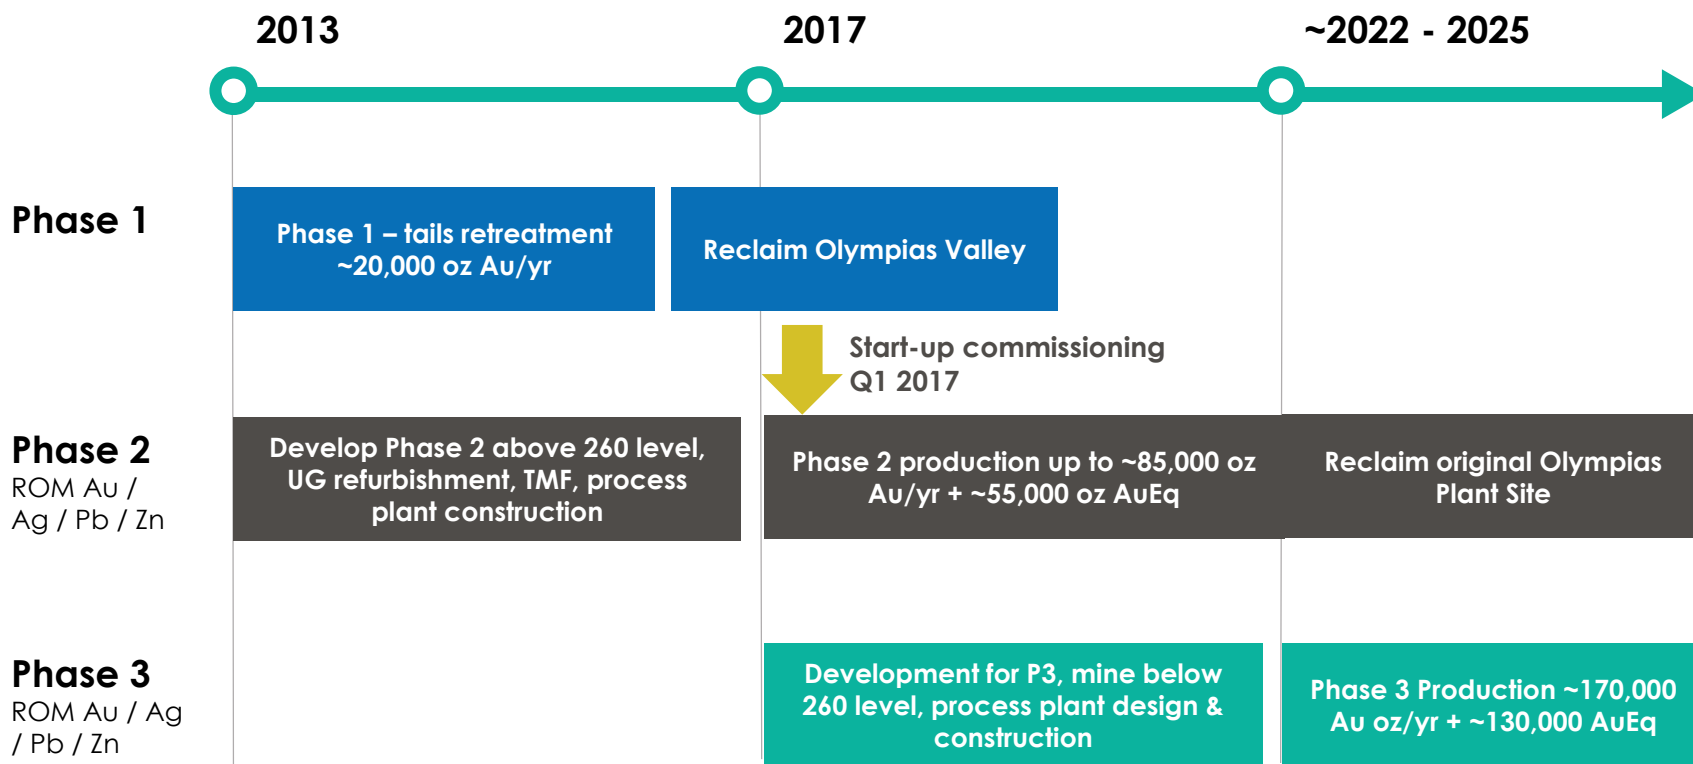 2013
2017
~2022 - 2025
Phase 1
Phase 1 – tails retreatment
~20,000 oz Au/yr
Reclaim Olympias Valley
Start-up commissioning
Q1 2017
Phase 2
ROM Au /
Ag / Pb / Zn
Develop Phase 2 above 260 level,
UG refurbishment, TMF, process
plant construction
Phase 2 production up to ~85,000 oz
Au/yr + ~55,000 oz AuEq
Reclaim original Olympias
Plant Site
Phase 3
ROM Au / Ag
/ Pb / Zn
Development for P3, mine below
260 level, process plant design &
construction
Phase 3 Production ~170,000
Au oz/yr + ~130,000 AuEq